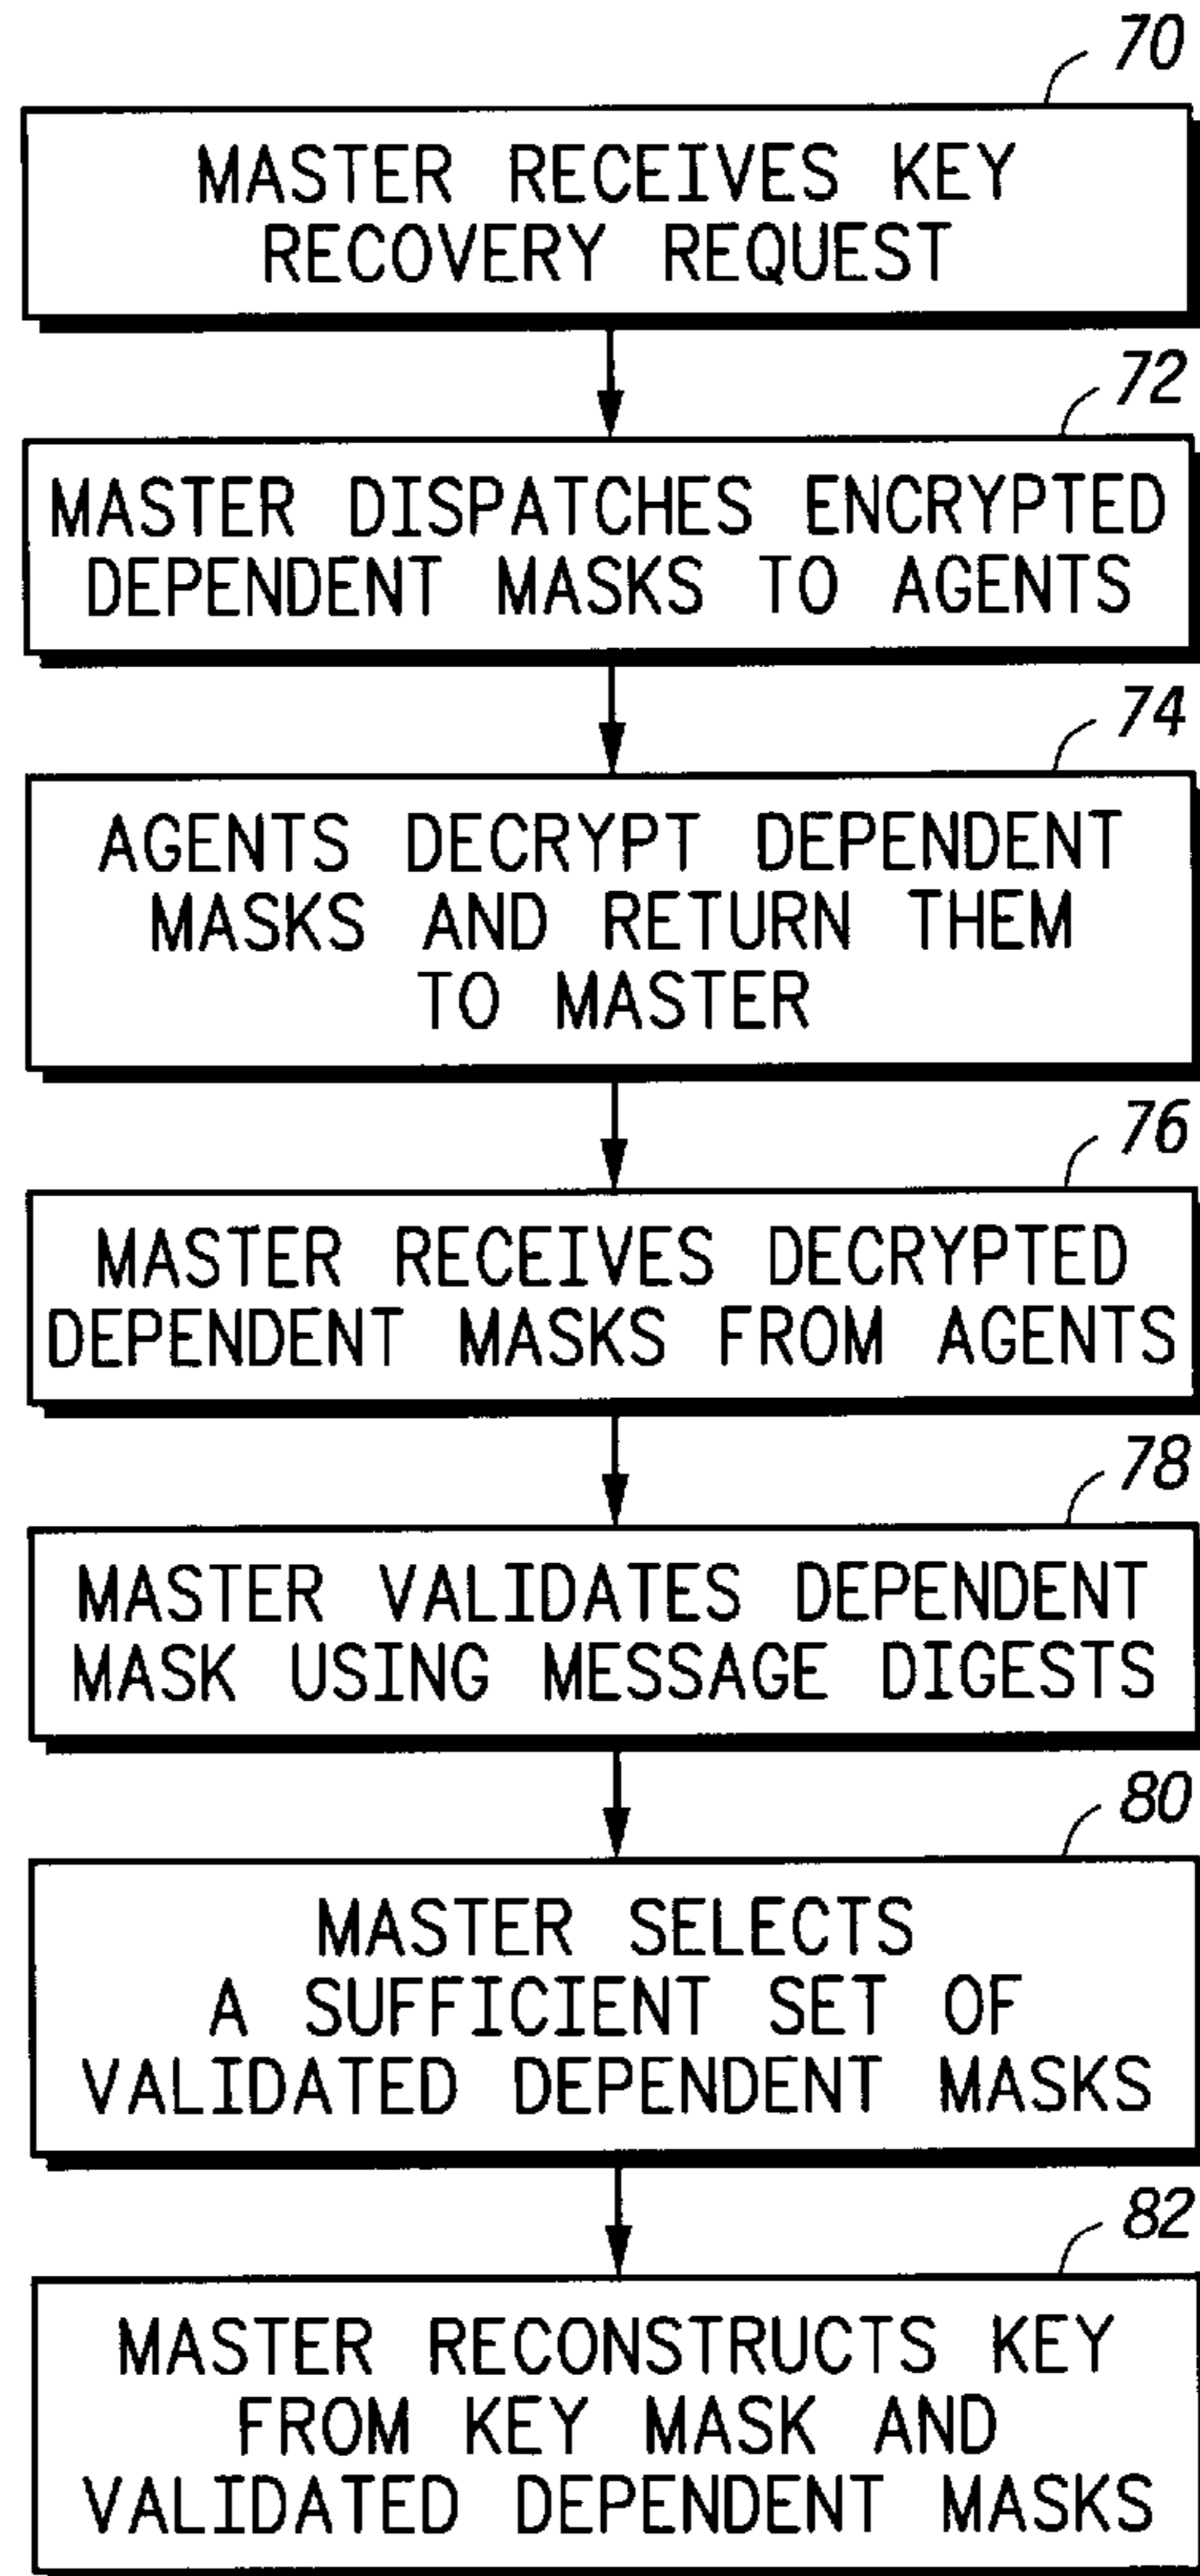 70
MASTER RECEIVES KEY
RECOVERY REQUEST
72
MASTER DISPATCHES ENCRYPTED
DEPENDENT MASKS TO AGENTS
74
AGENTS DECRYPT DEPENDENT
MASKS AND RETURN THEM
TO MASTER
76
MASTER RECEIVES DECRYPTED
DEPENDENT MASKS FROM AGENTS
78
MASTER VALIDATES DEPENDENT
MASK USING MESSAGE DIGESTS
80
MASTER SELECTS
A SUFFICIENT SET OF
VALIDATED DEPENDENT MASKS
82
MASTER RECONSTRUCTS KEY
FROM KEY MASK AND
VALIDATED DEPENDENT MASKS